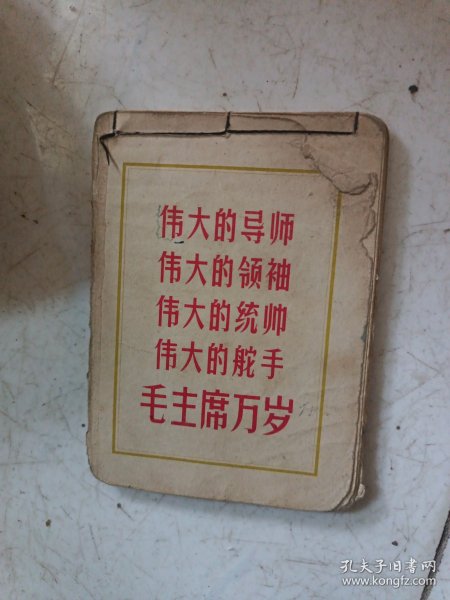 伟大的导师
伟大的领袖
伟大的统帅
伟大的舵手
毛主席万岁
孔夫子旧书网
www.kongfz.com